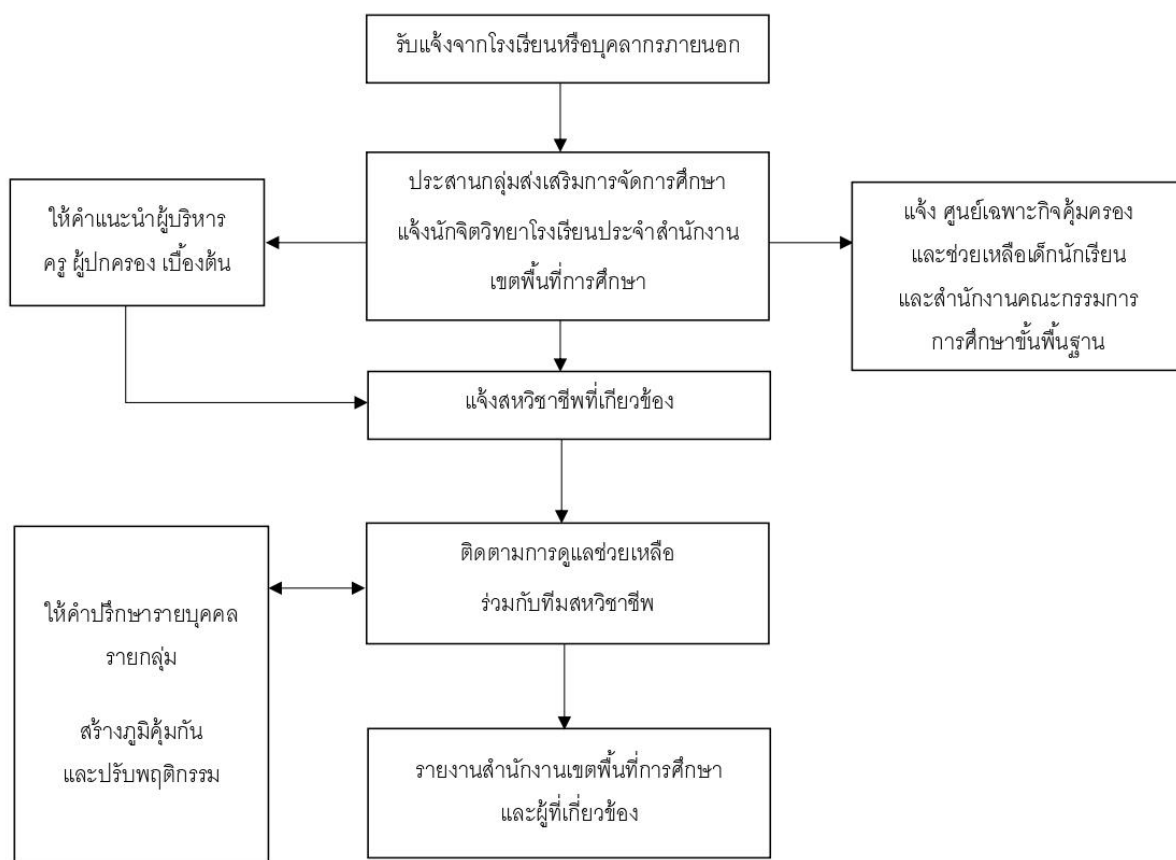 รับแจ้งจากโรงเรียนหรือบุคลากรภายนอก
ประสานกลุ่มส่งเสริมการจัดการศึกษา
แจ้งนักจิตวิทยาโรงเรียนประจำสำนักงาน
เขตพื้นที่การศึกษา
ให้คำแนะนำผู้บริหาร
ครู ผู้ปกครอง เบื้องต้น
แจ้ง ศูนย์เฉพาะกิจคุ้มครอง
และช่วยเหลือเด็กนักเรียน
และสำนักงานคณะกรรมการ
การศึกษาขั้นพื้นฐาน
แจ้งสหวิชาชีพที่เกียวข้อง
ติดตามการดูแลช่วยเหลือ
ร่วมกับทีมสหวิชาชีพ
ให้คำปรึกษารายบุคคล
รายกลุ่ม
สร้างภูมิคุ้มกัน
และปรับพฤติกรรม
รายงานสำนักงานเขตพื้นที่การศึกษา
และผู้ที่เกี่ยวข้อง